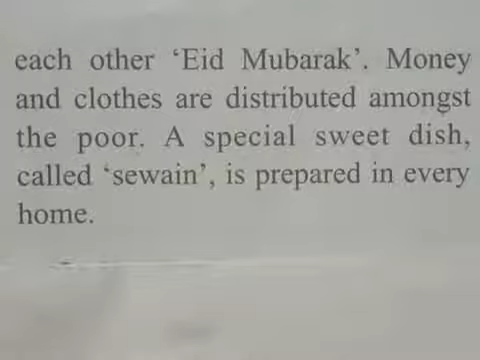 each other ‘Eid Mubarak’. Money
and clothes are distributed amongst
the poor. A special sweet dish,
called ‘sewain’, is prepared in every
home.